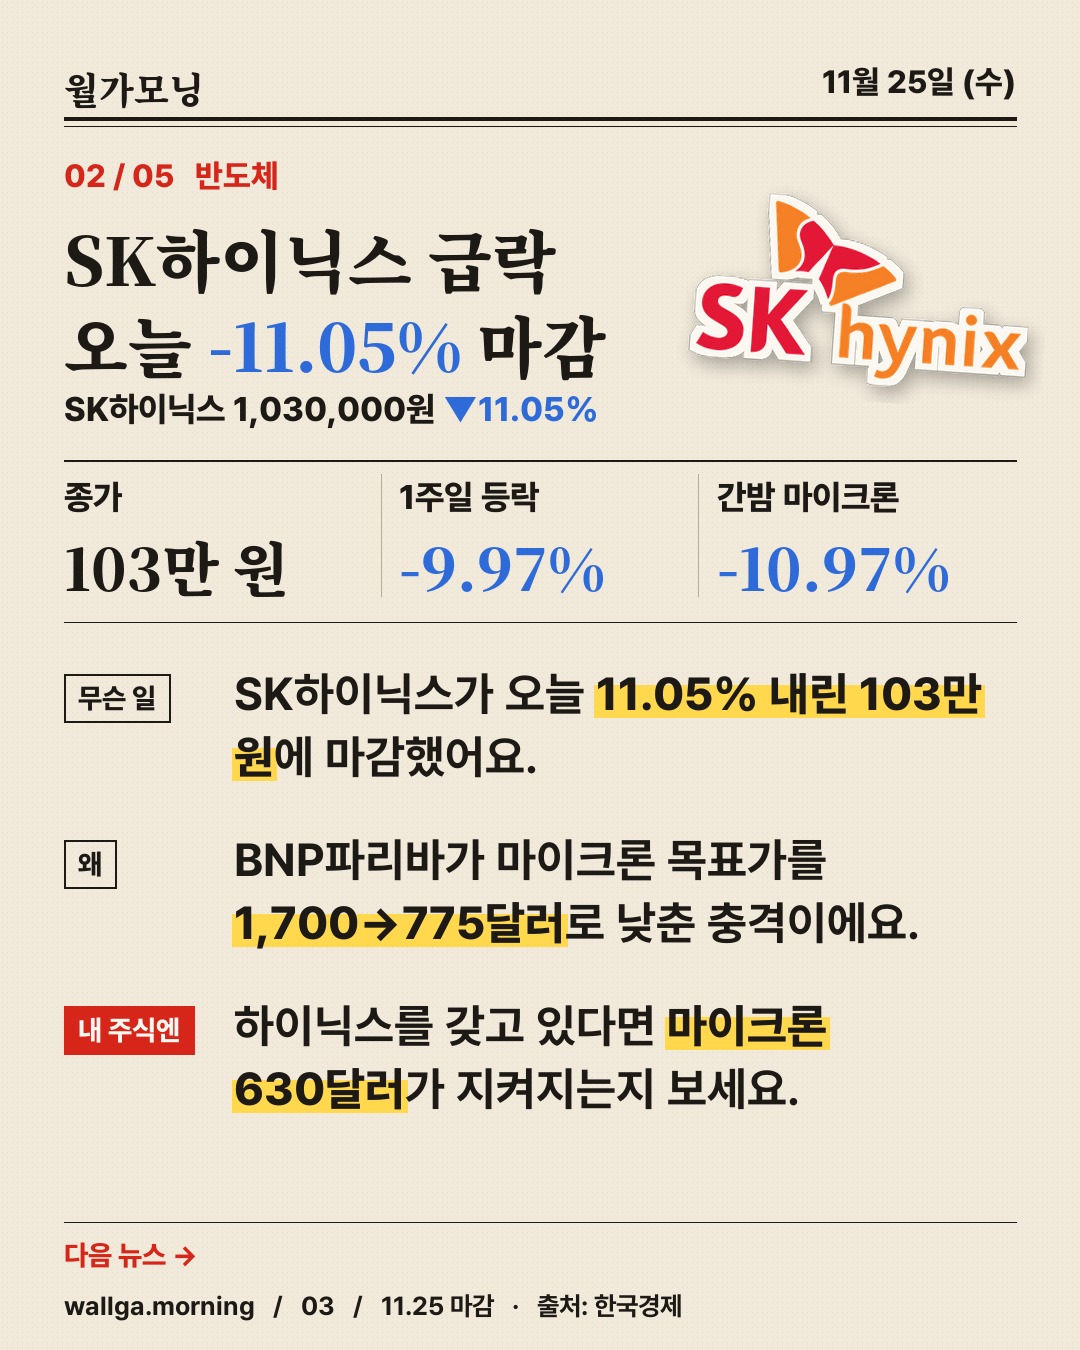 월가모닝
11월 25일 (수)
02 / 05 반도체
SK하이닉스 급락
오늘 -11.05% 마감
SK하이닉스 1,030,000원 ▼11.05%
SK hynix
종가
103만 원
1주일 등락
-9.97%
간밤 마이크론
-10.97%
무슨 일
SK하이닉스가 오늘 11.05% 내린 103만
원에 마감했어요.
왜
BNP파리바가 마이크론 목표가를
1,700→775달러로 낮춘 충격이에요.
내 주식엔
하이닉스를 갖고 있다면 마이크론
630달러가 지켜지는지 보세요.
다음 뉴스 →
wallga.morning / 03 / 11.25 마감 · 출처: 한국경제